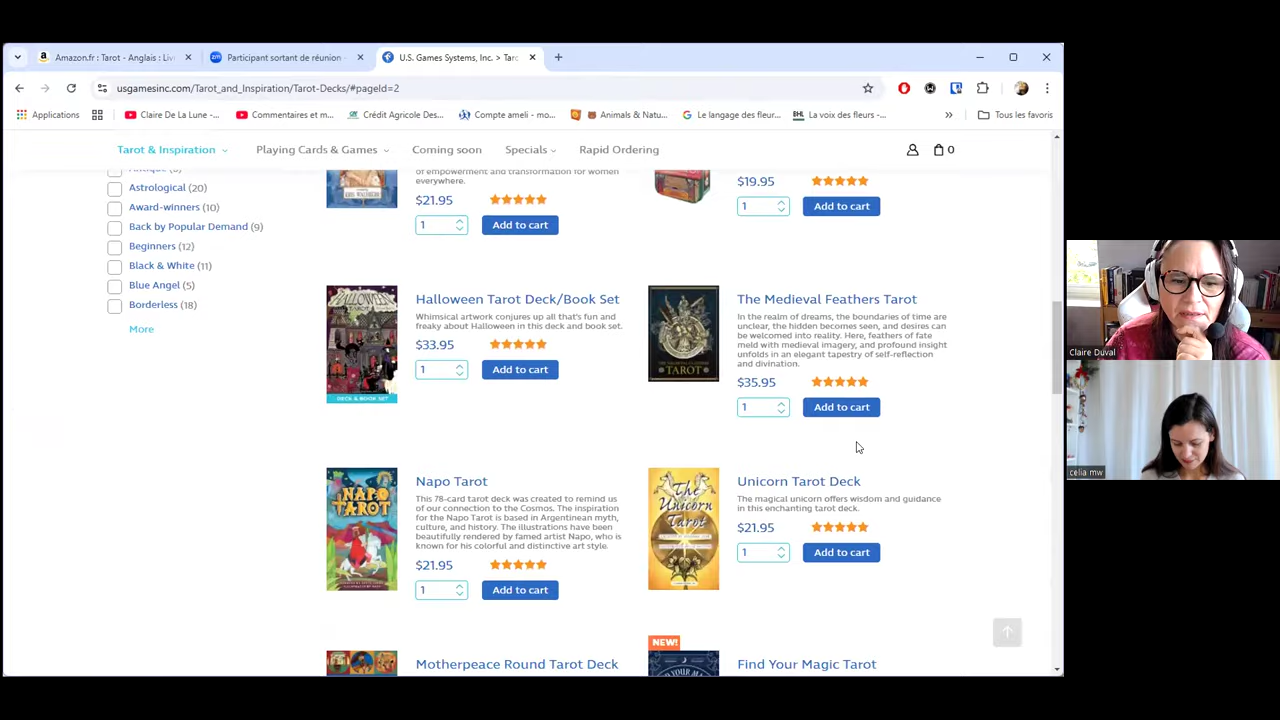 Amazon.fr : Tarot - Anglais : Livr
Participant sortant de réunion -
U.S. Games Systems, Inc. > Tarc
usgamesinc.com/Tarot_and_Inspiration/Tarot-Decks/#pageId=2
Applications
Claire De La Lune -...
Commentaires et m...
Crédit Agricole Des...
Compte ameli - mo...
Animals & Natu...
Le langage des fleur...
BHL
La voix des fleurs -...
»
Tous les favoris
Tarot & Inspiration
Playing Cards & Games
Coming soon
Specials
Rapid Ordering
0
Astrological (20)
Award-winners (10)
Back by Popular Demand (9)
Beginners (12)
Black & White (11)
Blue Angel (5)
Borderless (18)
More
of empowerment and transformation for women
everywhere.
$21.95
1
Add to cart
$19.95
1
Add to cart
HALLOWEEN
TAROT
DECK & BOOK SET
Halloween Tarot Deck/Book Set
Whimsical artwork conjures up all that's fun and
freaky about Halloween in this deck and book set.
$33.95
1
Add to cart
TAROT
The Medieval Feathers Tarot
In the realm of dreams, the boundaries of time are
unclear, the hidden becomes seen, and desires can
be welcomed into reality. Here, feathers of fate
meld with medieval imagery, and profound insight
unfolds in an elegant tapestry of self-reflection
and divination.
$35.95
1
Add to cart
NAPO
TAROT
Napo Tarot
This 78-card tarot deck was created to remind us
of our connection to the Cosmos. The inspiration
for the Napo Tarot is based in Argentinean myth,
culture, and history. The illustrations have been
beautifully rendered by famed artist Napo, who is
known for his colorful and distinctive art style.
$21.95
1
Add to cart
The
Unicorn
Tarot
Unicorn Tarot Deck
The magical unicorn offers wisdom and guidance
in this enchanting tarot deck.
$21.95
1
Add to cart
Motherpeace Round Tarot Deck
NEW!
Find Your Magic Tarot
Claire Duval
celia mw